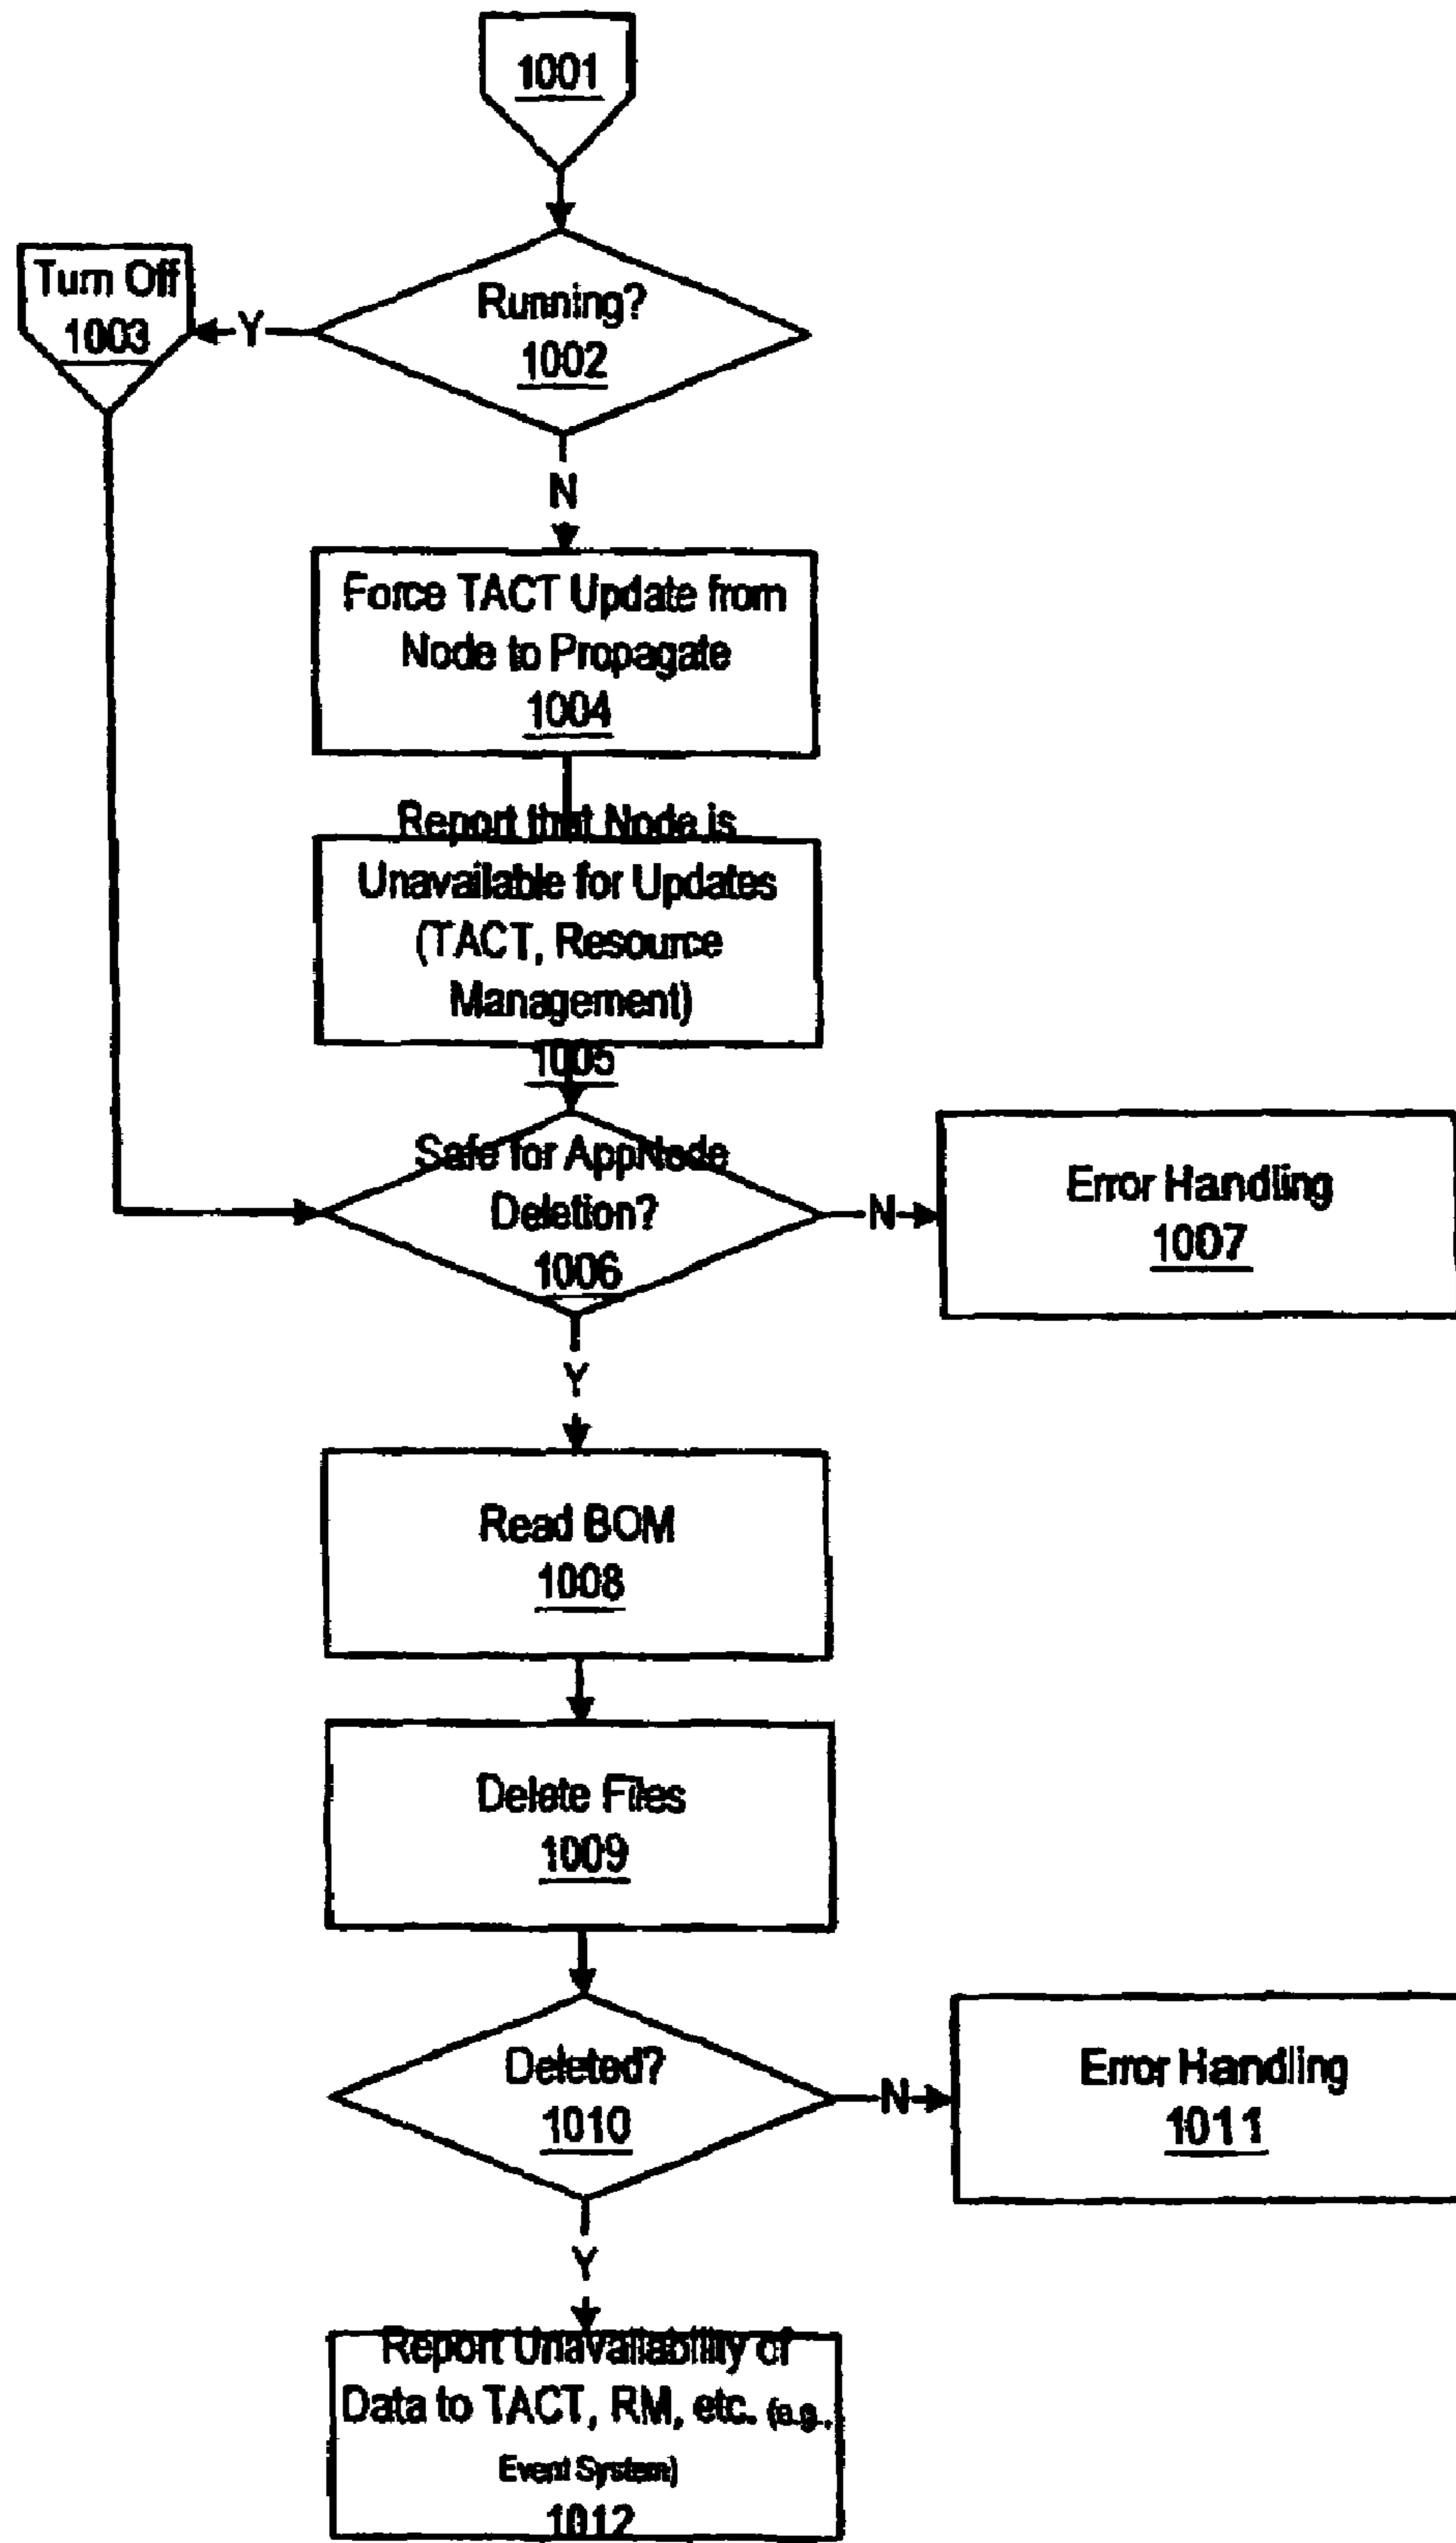 1001
Turn Off
1003
Y
Running?
1002
N
Force TACT Update from
Node to Propagate
1004
Report that Node is
Unavailable for Updates
(TACT, Resource
Management)
1005
Safe for AppNode
Deletion?
1006
N
Error Handling
1007
Y
Read BOM
1008
Delete Files
1009
Deleted?
1010
N
Error Handling
1011
Y
Report Unavailability of
Data to TACT, RM, etc. (e.g.,
Event System)
1012